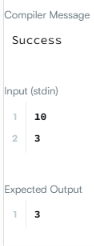 Compiler Message
Success
Input (stdin)
1 10
2 3
Expected Output
1 3